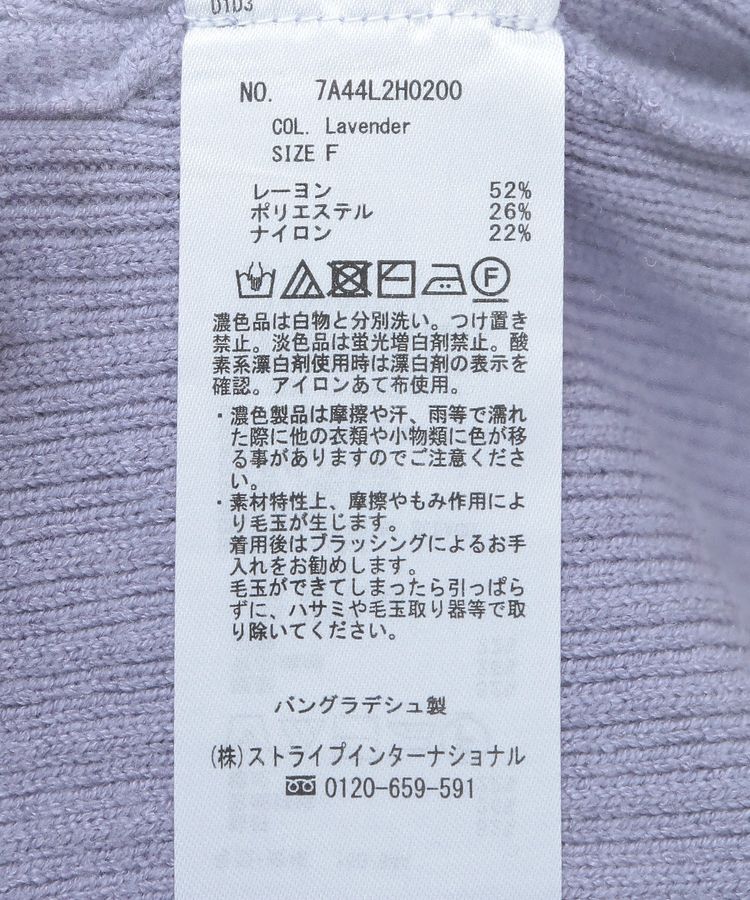 D1D3
NO. 7A44L2H0200
COL. Lavender
SIZE F
レーヨン 52%
ポリエステル 26%
ナイロン 22%
F
濃色品は白物と分別洗い。つけ置き
禁止。淡色品は蛍光増白剤禁止。酸
素系漂白剤使用時は漂白剤の表示を
確認。アイロンあて布使用。
・濃色製品は摩擦や汗、雨等で濡れ
た際に他の衣類や小物類に色が移
る事がありますのでご注意くださ
い。
・素材特性上、摩擦やもみ作用によ
り毛玉が生じます。
着用後はブラッシングによるお手
入れをお勧めします。
毛玉ができてしまったら引っぱら
ずに、ハサミや毛玉取り器等で取
り除いてください。
バングラデシュ製
(株)ストライプインターナショナル
0120-659-591